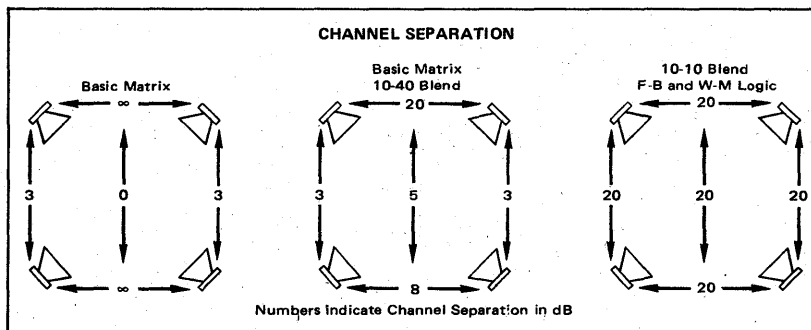 CHANNEL SEPARATION
Basic Matrix
Basic Matrix
10-40 Blend
10-10 Blend
F-B and W-M Logic
∞ 20 20
3 0 3 3 5 3 20 20 20
∞ 8 20
Numbers indicate Channel Separation in dB